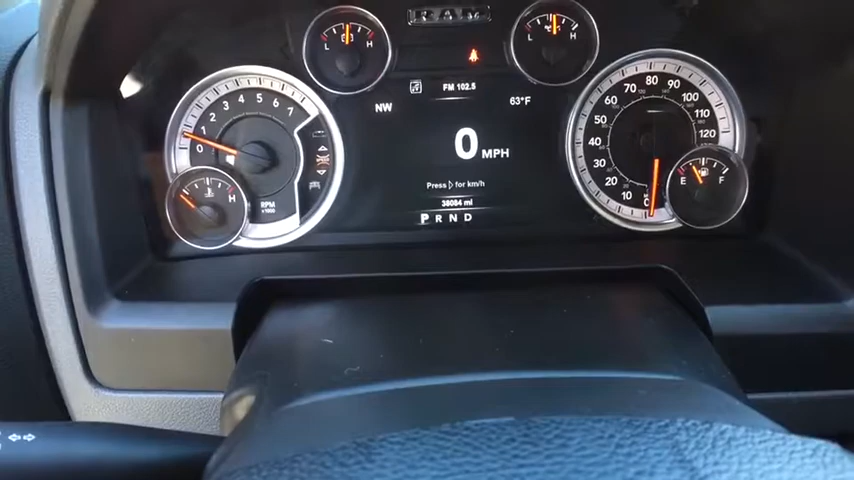 RAM
L H
L H
FM 102.5
NW
63°F
0 MPH
Press ▷ for km/h
38084 mi
P R N D
0 1 2 3 4 5 6 7
RPM
x1000
H
10 20 30 40 50 60 70 80 90 100 110 120
E F